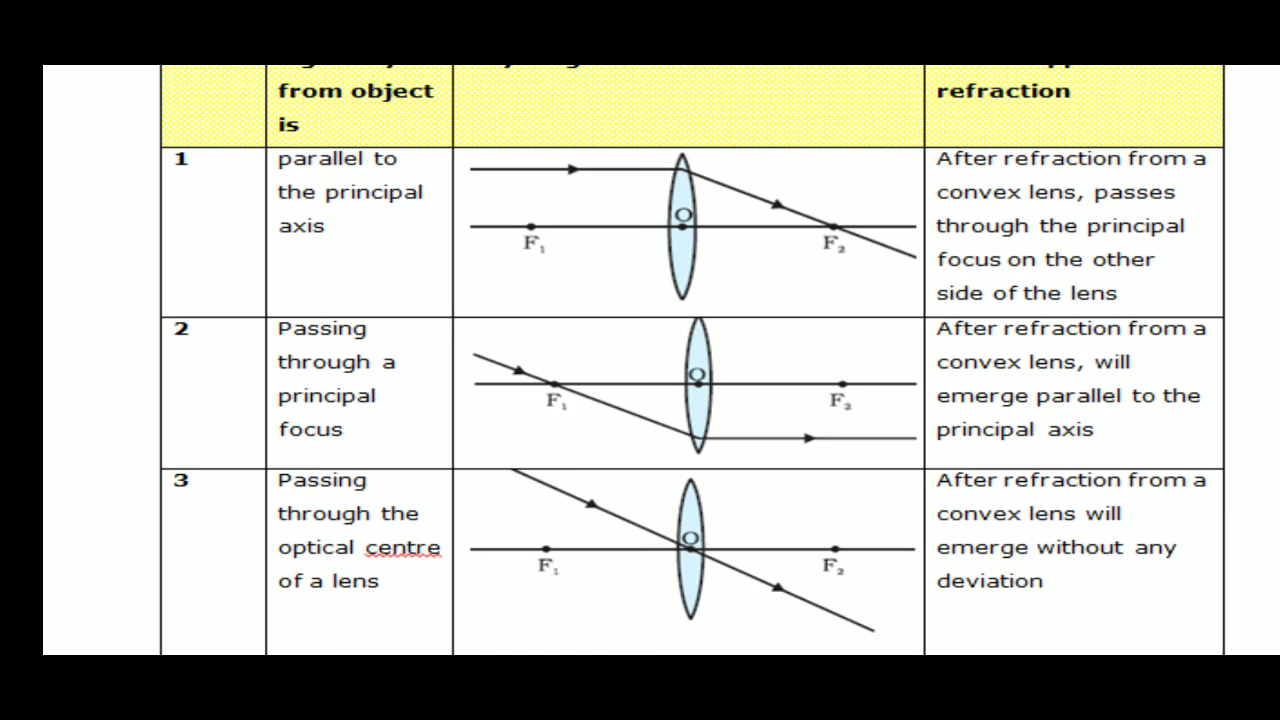 from object
is
refraction
1
parallel to
the principal
axis
O
F₁
F₂
After refraction from a
convex lens, passes
through the principal
focus on the other
side of the lens
2
Passing
through a
principal
focus
O
F₁
F₂
After refraction from a
convex lens, will
emerge parallel to the
principal axis
3
Passing
through the
optical centre
of a lens
O
F₁
F₂
After refraction from a
convex lens will
emerge without any
deviation